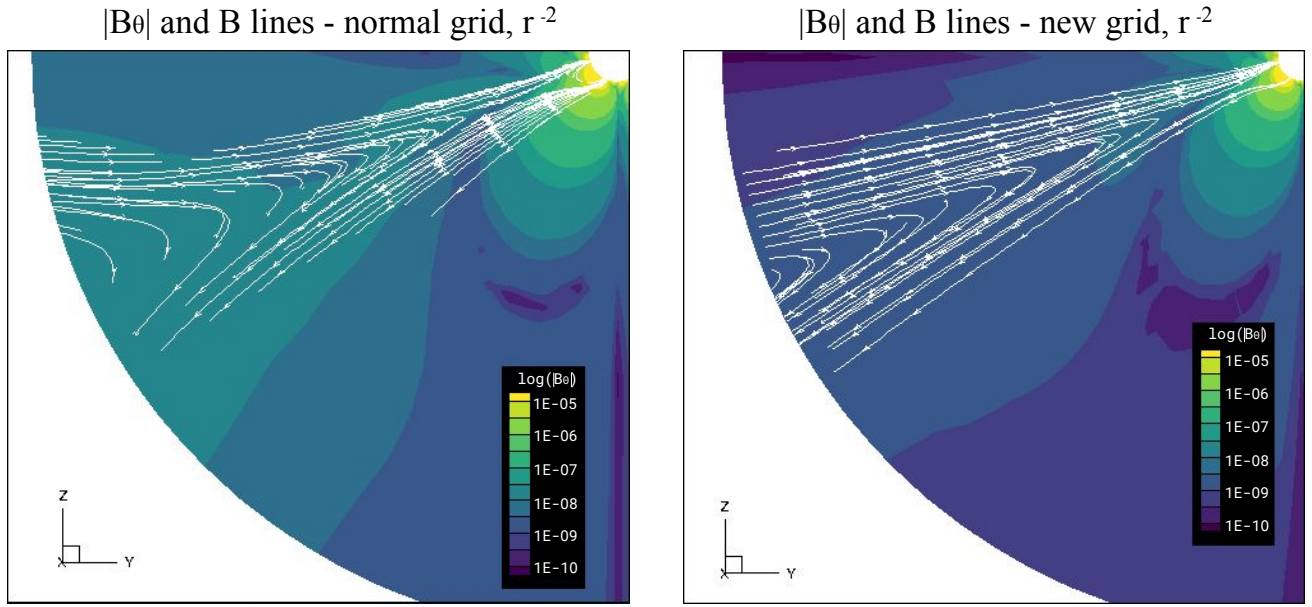 |Bθ| and B lines - normal grid, r⁻²
|Bθ| and B lines - new grid, r⁻²
log(|Bθ|)
1E-05
1E-06
1E-07
1E-08
1E-09
1E-10
Z
X Y
log(|Bθ|)
1E-05
1E-06
1E-07
1E-08
1E-09
1E-10
Z
X Y